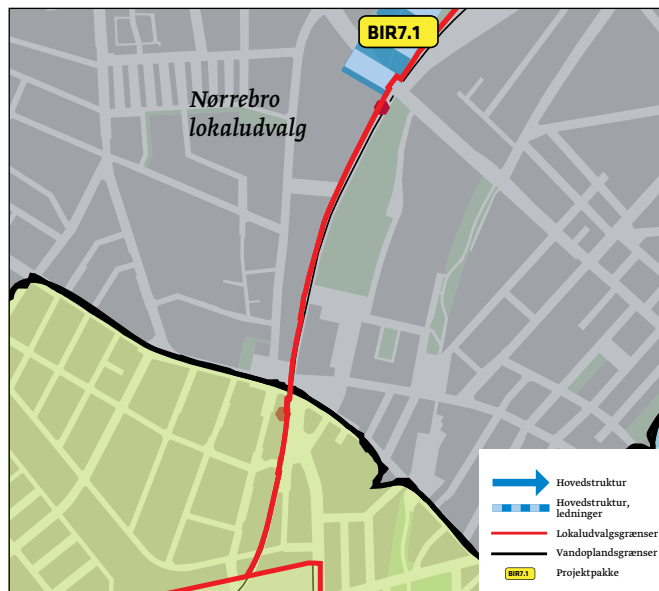 BIR7.1
Nørrebro
lokaludvalg
Hovedstruktur
Hovedstruktur,
ledninger
Lokaludvalgsgrænser
Vandoplandsgrænser
BIR7.1 Projektpakke